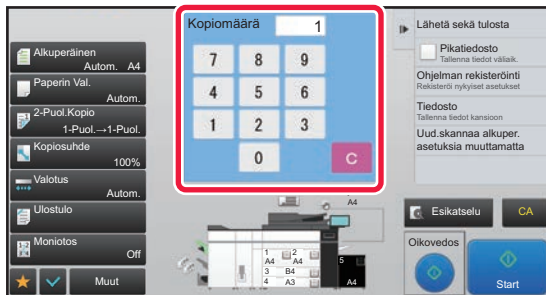 Kopiomäärä 1
7 8 9
4 5 6
1 2 3
0 C
Alkuperäinen
Autom. A4
Paperin Val.
Autom.
2-Puol.Kopio
1-Puol.→1-Puol.
Kopiosuhde
100%
Valotus
Autom.
Ulostulo
Moniotos
Off
Muut
A4
1 A4
2 A4
3 B4
4 A3
5 A4
Lähetä sekä tulosta
Pikatiedosto
Tallenna tiedot väliaik.
Ohjelman rekisteröinti
Rekisteröi nykyiset asetukset
Tiedosto
Tallenna tiedot kansioon
Uud.skannaa alkuper.
asetuksia muuttamatta
Esikatselu
CA
Oikovedos
Start